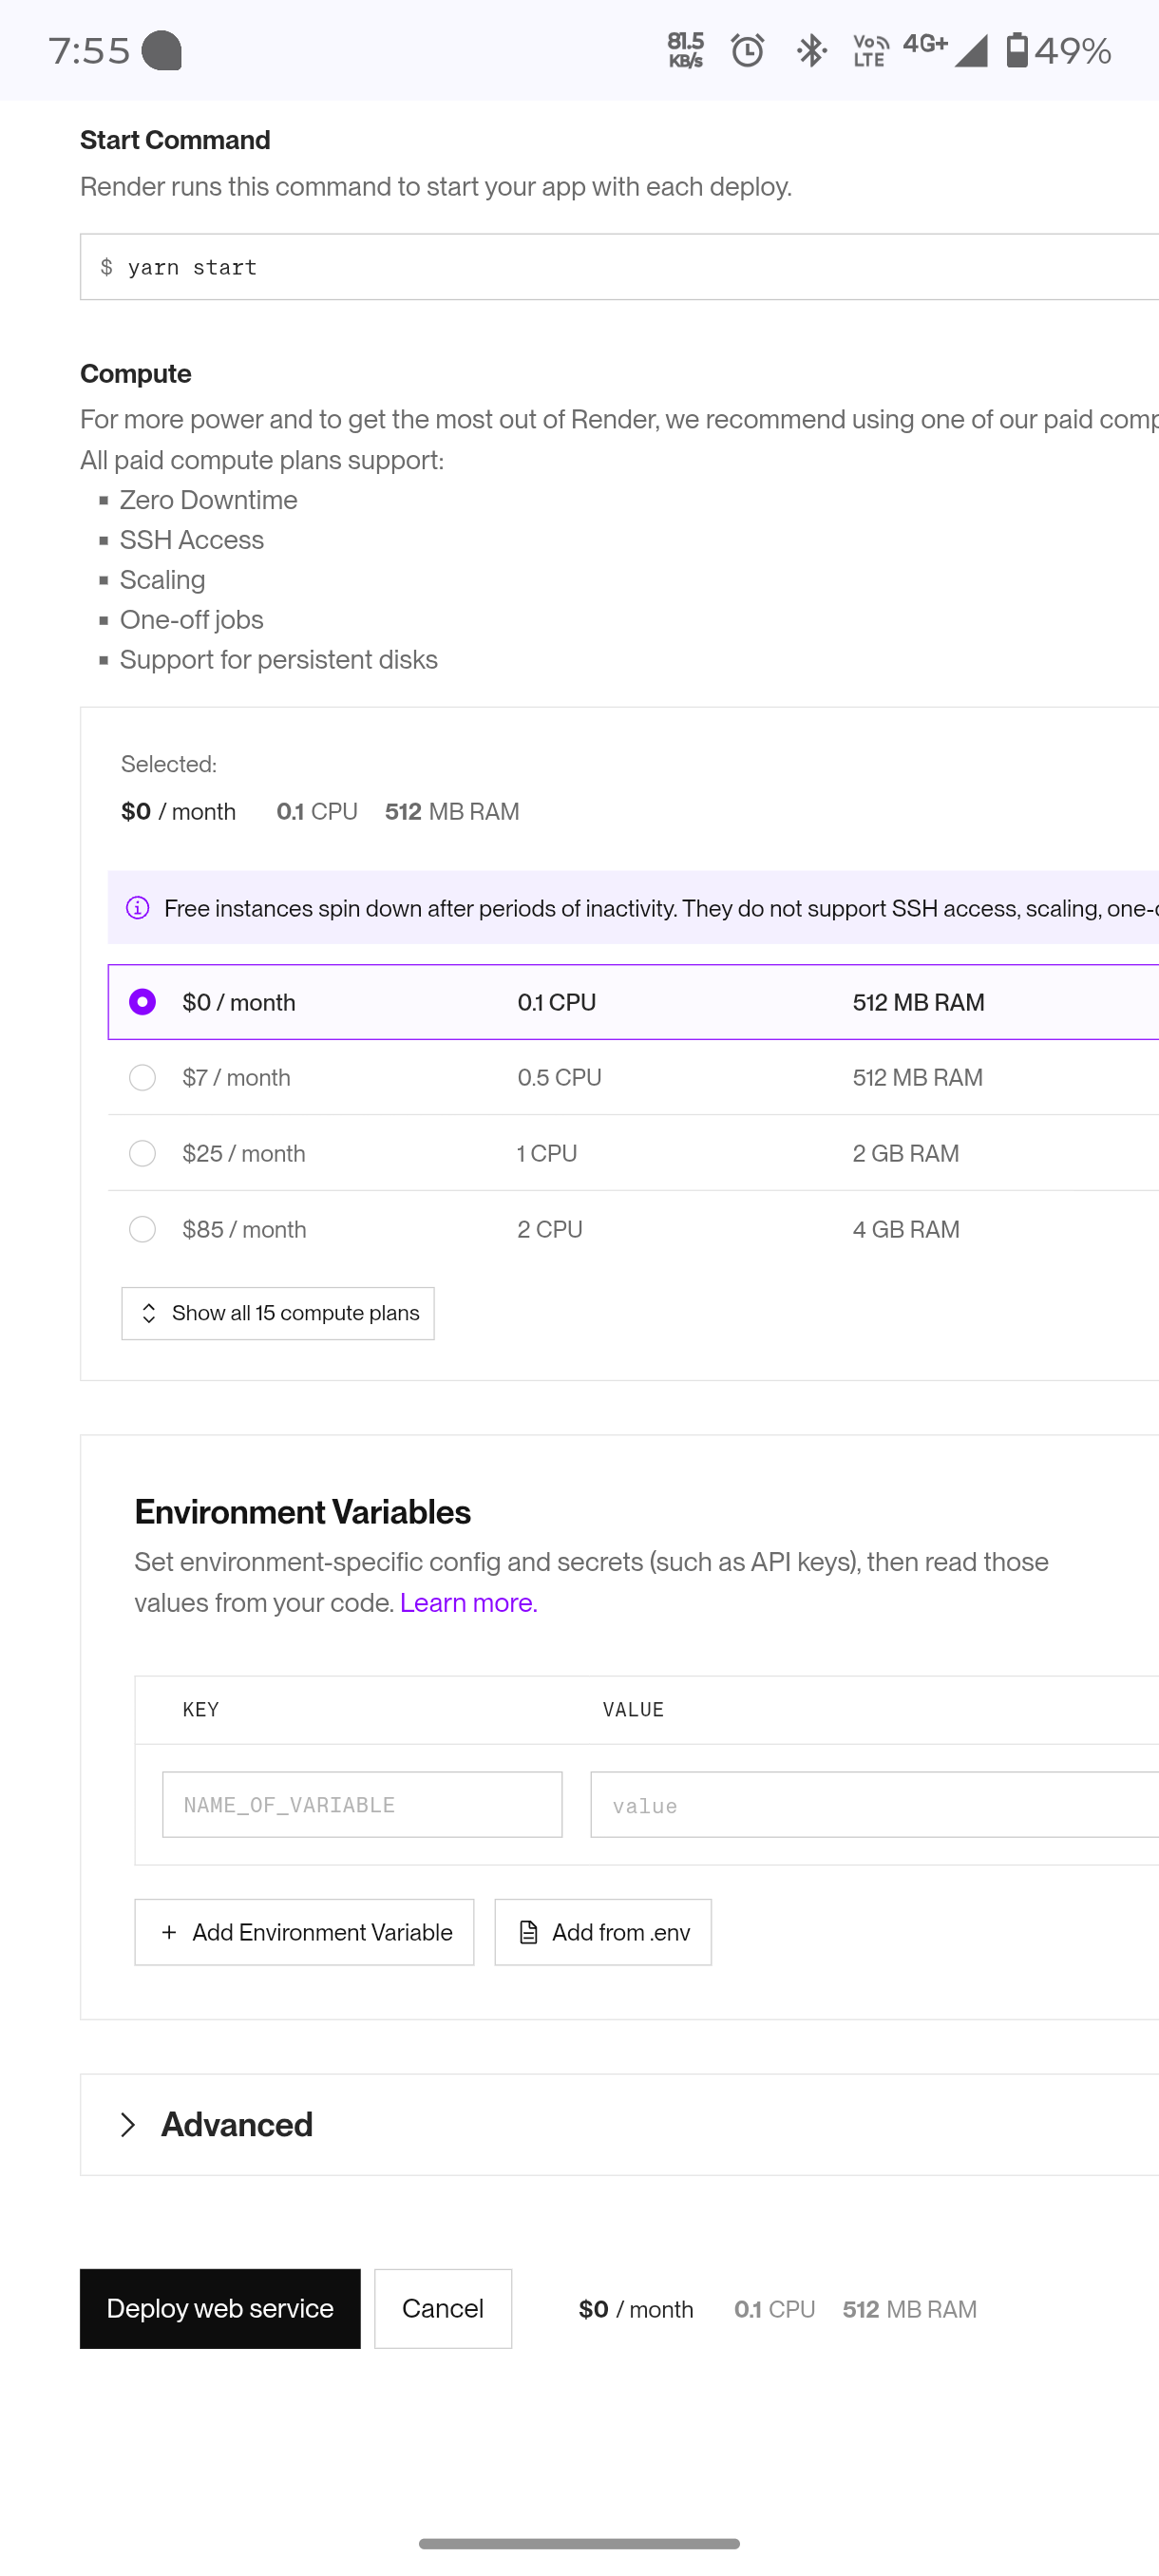 7:55 81.5 KB/s VoLTE 4G+ 49%
Start Command
Render runs this command to start your app with each deploy.
$ yarn start
Compute
For more power and to get the most out of Render, we recommend using one of our paid comp
All paid compute plans support:
▪ Zero Downtime
▪ SSH Access
▪ Scaling
▪ One-off jobs
▪ Support for persistent disks
Selected:
$0 / month 0.1 CPU 512 MB RAM
Free instances spin down after periods of inactivity. They do not support SSH access, scaling, one-
$0 / month 0.1 CPU 512 MB RAM
$7 / month 0.5 CPU 512 MB RAM
$25 / month 1 CPU 2 GB RAM
$85 / month 2 CPU 4 GB RAM
Show all 15 compute plans
Environment Variables
Set environment-specific config and secrets (such as API keys), then read those
values from your code. Learn more.
KEY VALUE
NAME_OF_VARIABLE value
+ Add Environment Variable Add from .env
Advanced
Deploy web service Cancel $0 / month 0.1 CPU 512 MB RAM